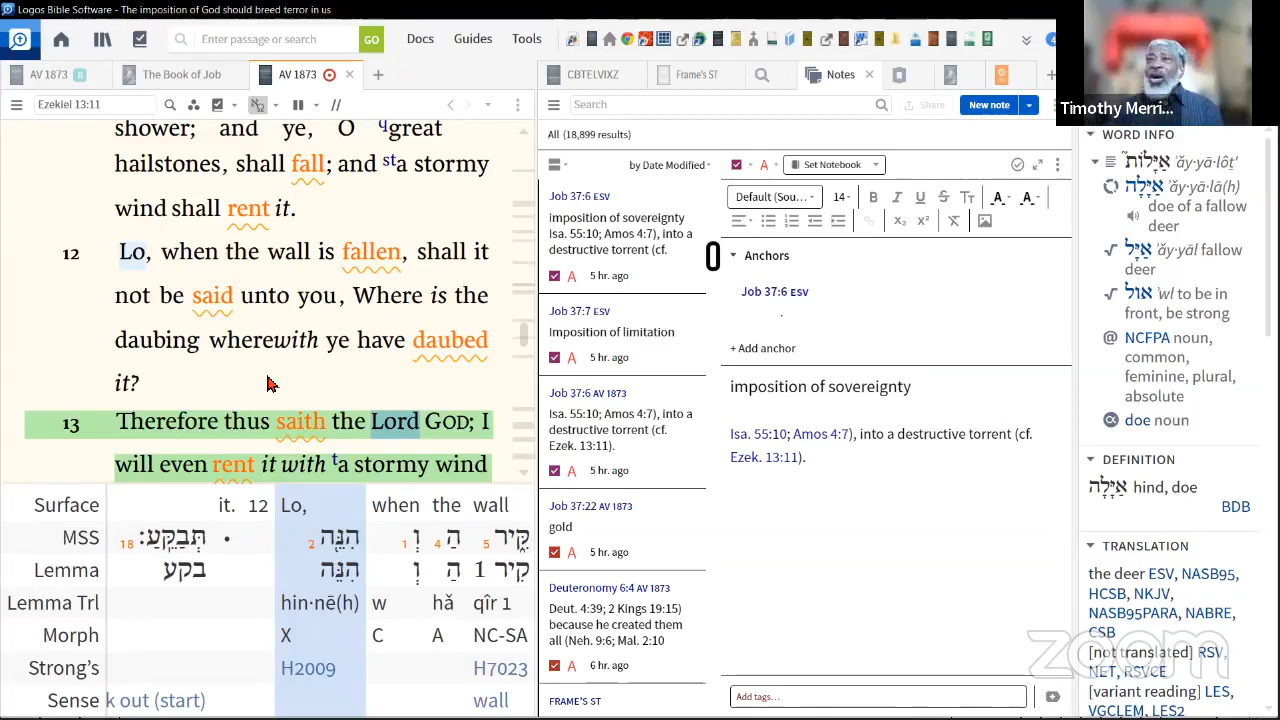 Logos Bible Software - The imposition of God should breed terror in us
Enter passage or search
GO
Docs Guides Tools
AV 1873 B
The Book of Job
AV 1873
CBTELVIXZ
Frame's ST
Notes
Timothy Merri...
Ezekiel 13:11
Search
Share
New note
shower; and ye, O qgreat
hailstones, shall fall; and sta stormy
wind shall rent it.
12 Lo, when the wall is fallen, shall it
not be said unto you, Where is the
daubing wherewith ye have daubed
it?
13 Therefore thus saith the Lord GOD; I
will even rent it with ta stormy wind
Surface it. 12 Lo, when the wall
MSS תְּבַקֵּֽעַ׃ 18 • הִנֵּ֖ה 2 וְ 1 הַ 4 קִּ֑יר 5
Lemma בקע הִנֵּה וְ הַ קִיר 1
Lemma Trl hin·nē(h) w hǎ qîr 1
Morph X C A NC-SA
Strong's H2009 H7023
Sense k out (start) wall
All (18,899 results)
by Date Modified
Job 37:6 ESV
imposition of sovereignty
Isa. 55:10; Amos 4:7), into a
destructive torrent (cf.
A 5 hr. ago
Job 37:7 ESV
Imposition of limitation
A 5 hr. ago
Job 37:6 AV 1873
Isa. 55:10; Amos 4:7), into a
destructive torrent (cf.
Ezek. 13:11).
A 5 hr. ago
Job 37:22 AV 1873
gold
A 5 hr. ago
Deuteronomy 6:4 AV 1873
Deut. 4:39; 2 Kings 19:15)
because he created them
all (Neh. 9:6; Mal. 2:10
A 6 hr. ago
FRAME'S ST
A Set Notebook
Default (Sou... 14 B I U S Tt A A
x₂ x²
Anchors
Job 37:6 ESV
+ Add anchor
imposition of sovereignty
Isa. 55:10; Amos 4:7), into a destructive torrent (cf.
Ezek. 13:11).
Add tags...
WORD INFO
אַיָּלוֹת֩ ʾǎy·yā·lôṯʹ
אַיָּלָה ʾǎy·yā·lā(h)
doe of a fallow
deer
אַיָּל ʾǎy·yāl fallow
deer
אול ʾwl to be in
front, be strong
@ NCFPA noun,
common,
feminine, plural,
absolute
doe noun
DEFINITION
אַיָּלָה hind, doe
BDB
TRANSLATION
the deer ESV, NASB95,
HCSB, NKJV,
NASB95PARA, NABRE,
CSB
[not translated] RSV,
NET, RSVCE
[variant reading] LES,
VGCLEM, LES2
zoom